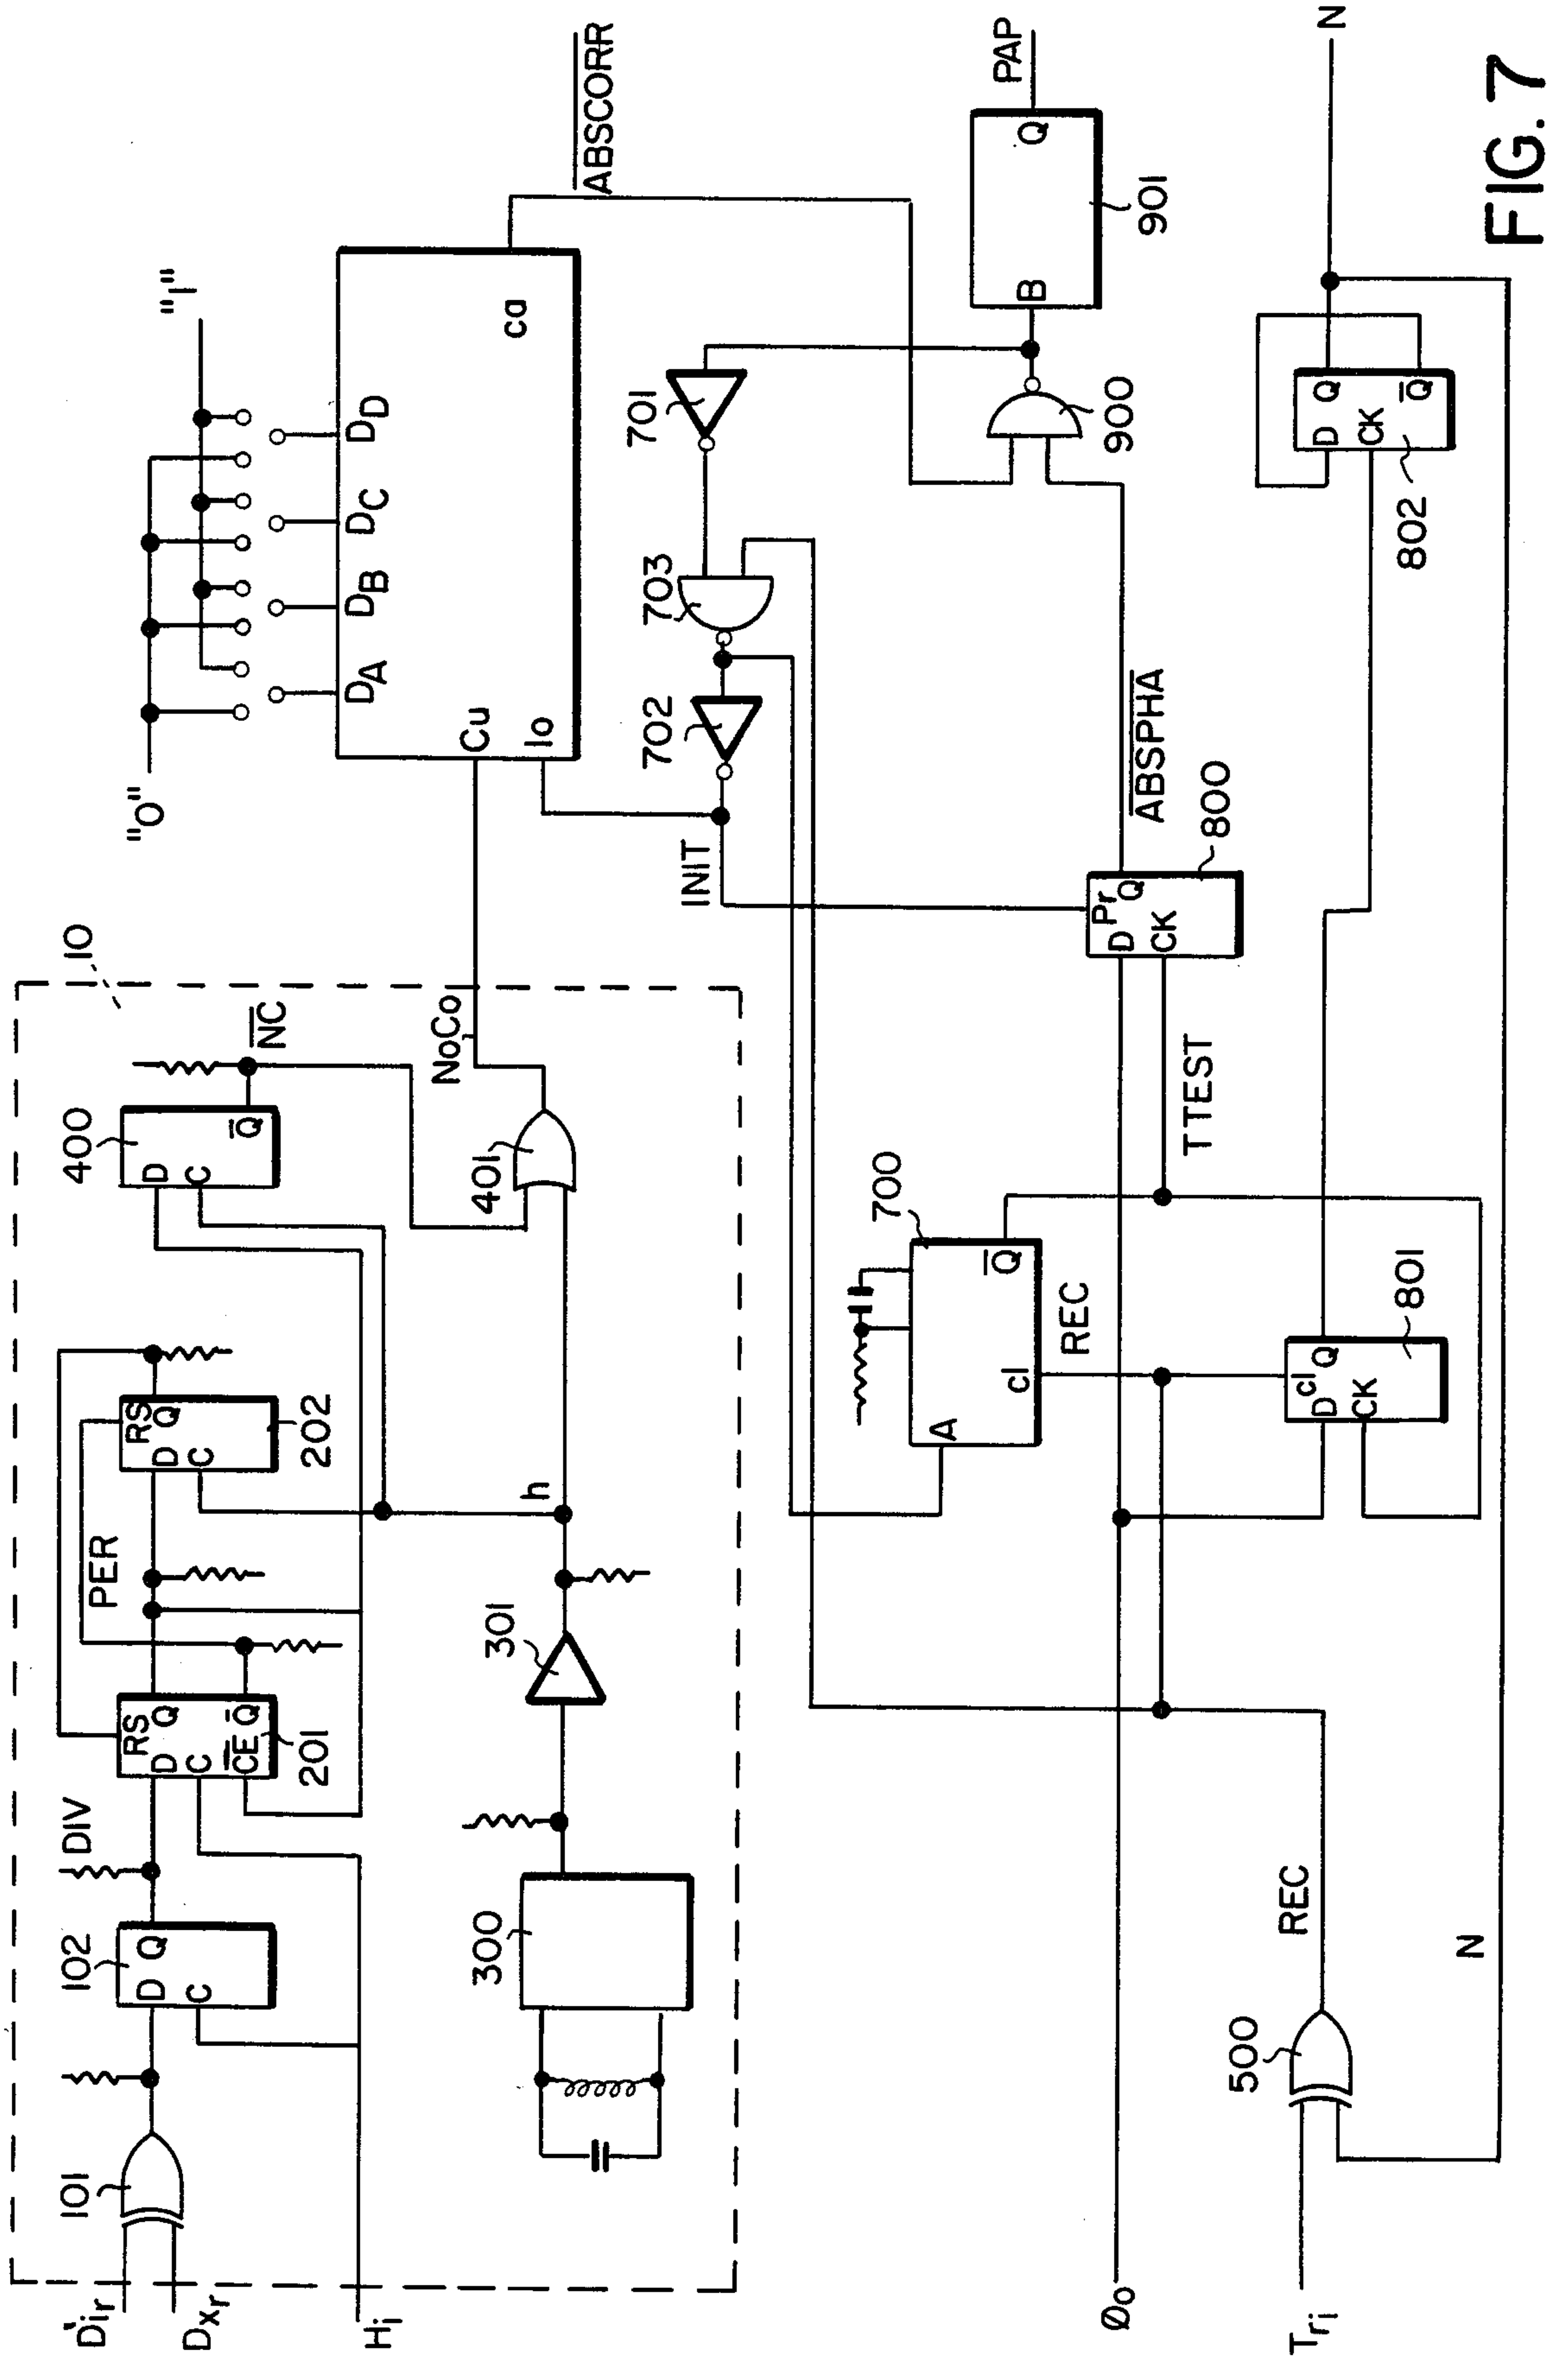 10
D'ir
Dxr
Hi
101
102
D
Q
C
DIV
RS
D
Q
C
CE
Q
201
PER
RS
D
Q
C
202
400
D
C
Q
NC
300
301
h
401
NoCo
"0"
"1"
DA
DB
DC
DD
Cu
Io
ca
ABSCORR
701
703
702
INIT
900
B
Q
901
PAP
700
A
cl
Q
REC
TTEST
Pr
D
Q
CK
800
ABSPHA
Øo
Tri
500
REC
N
cl
D
Q
CK
801
D
Q
CK
Q
802
N
FIG. 7